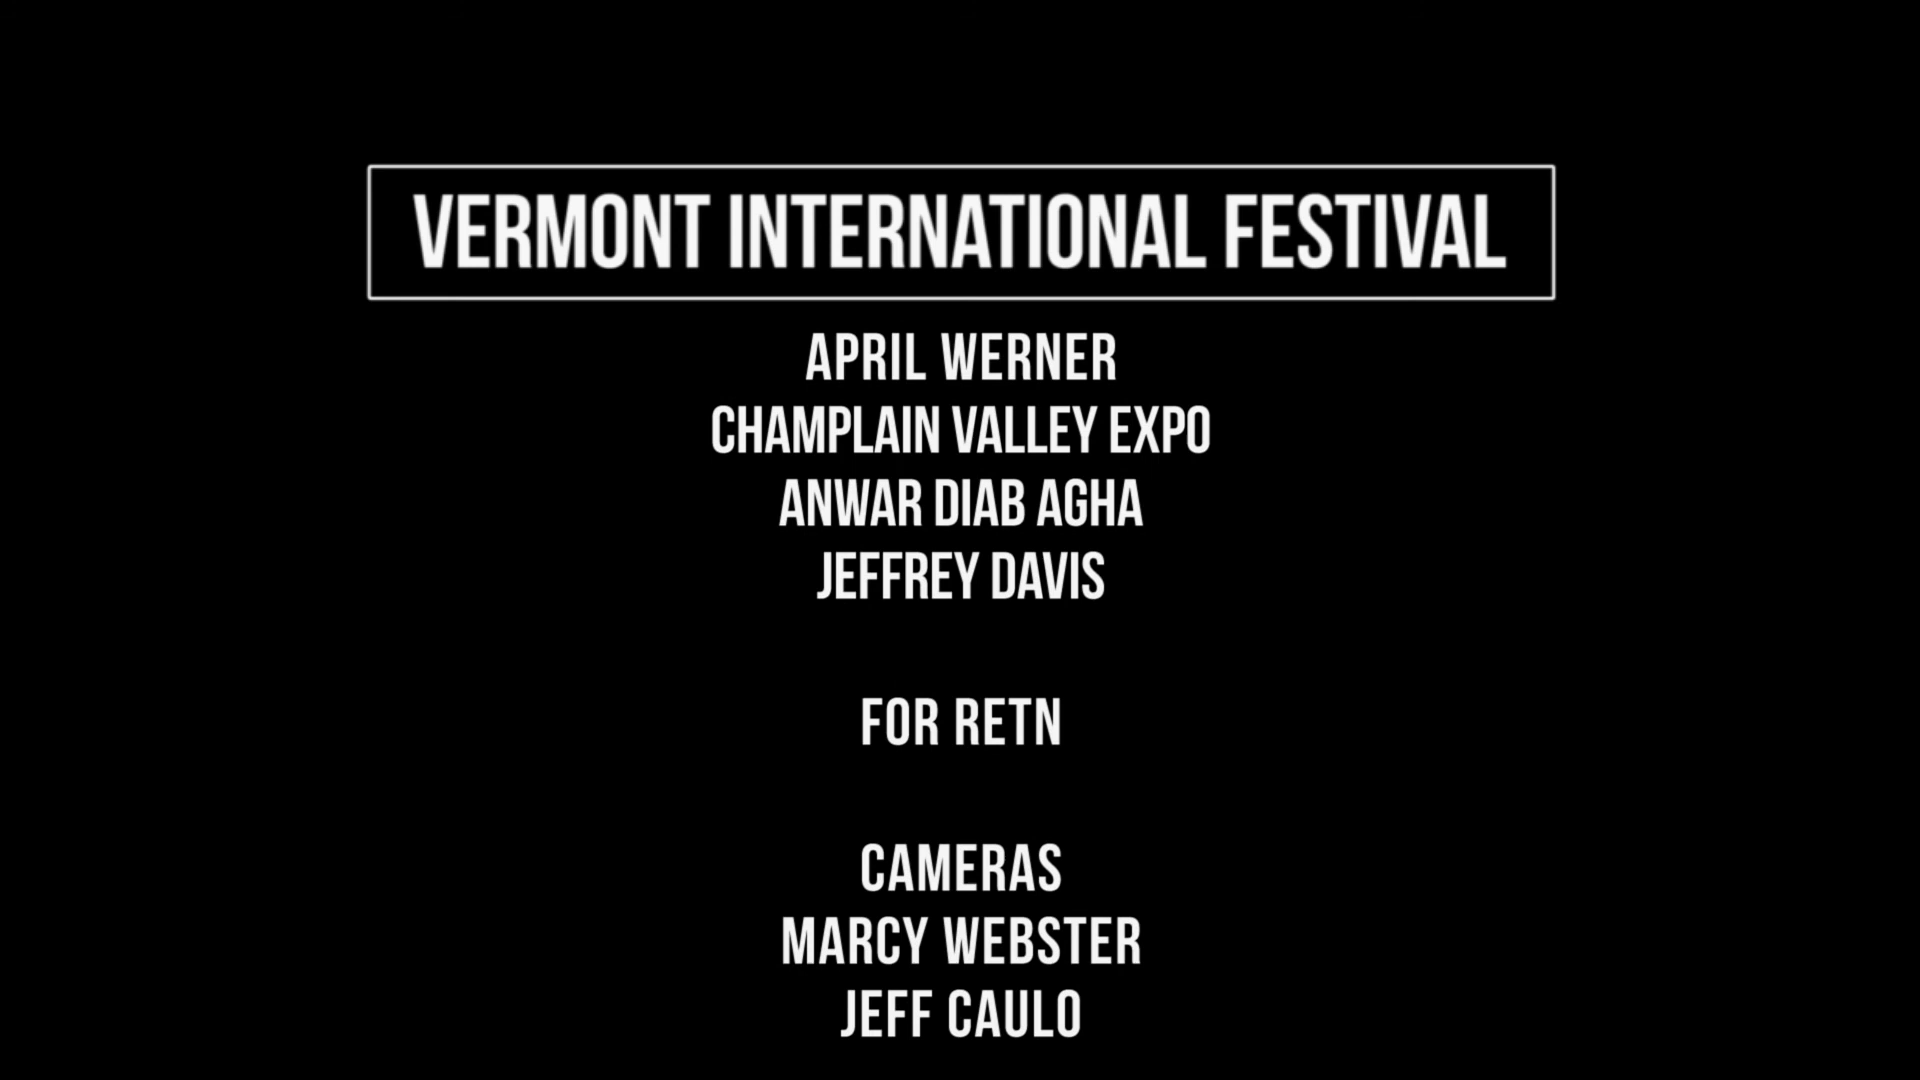 VERMONT INTERNATIONAL FESTIVAL
APRIL WERNER
CHAMPLAIN VALLEY EXPO
ANWAR DIAB AGHA
JEFFREY DAVIS
FOR RETN
CAMERAS
MARCY WEBSTER
JEFF CAULO